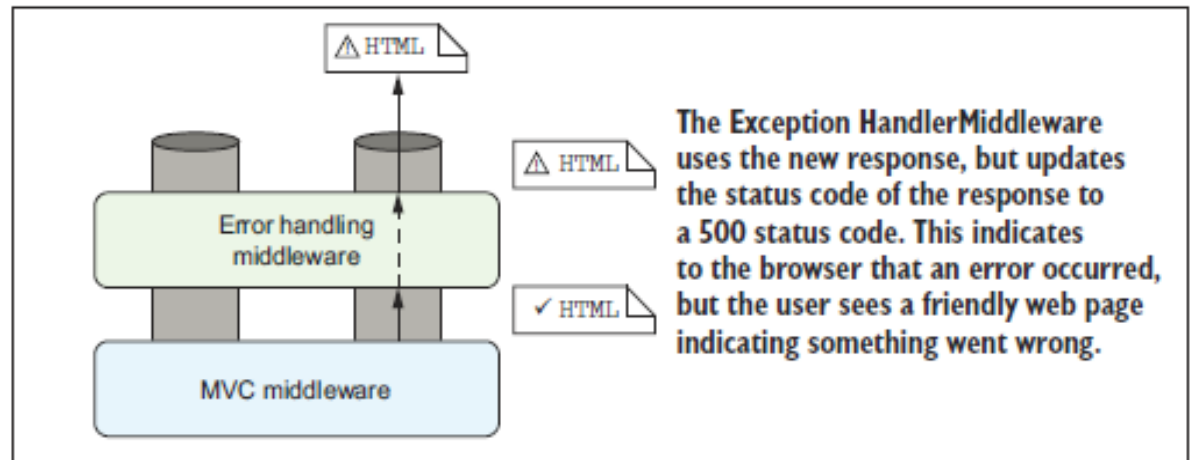 ⚠ HTML
The Exception HandlerMiddleware
uses the new response, but updates
the status code of the response to
a 500 status code. This indicates
to the browser that an error occurred,
but the user sees a friendly web page
indicating something went wrong.
⚠ HTML
✓ HTML
Error handling
middleware
MVC middleware